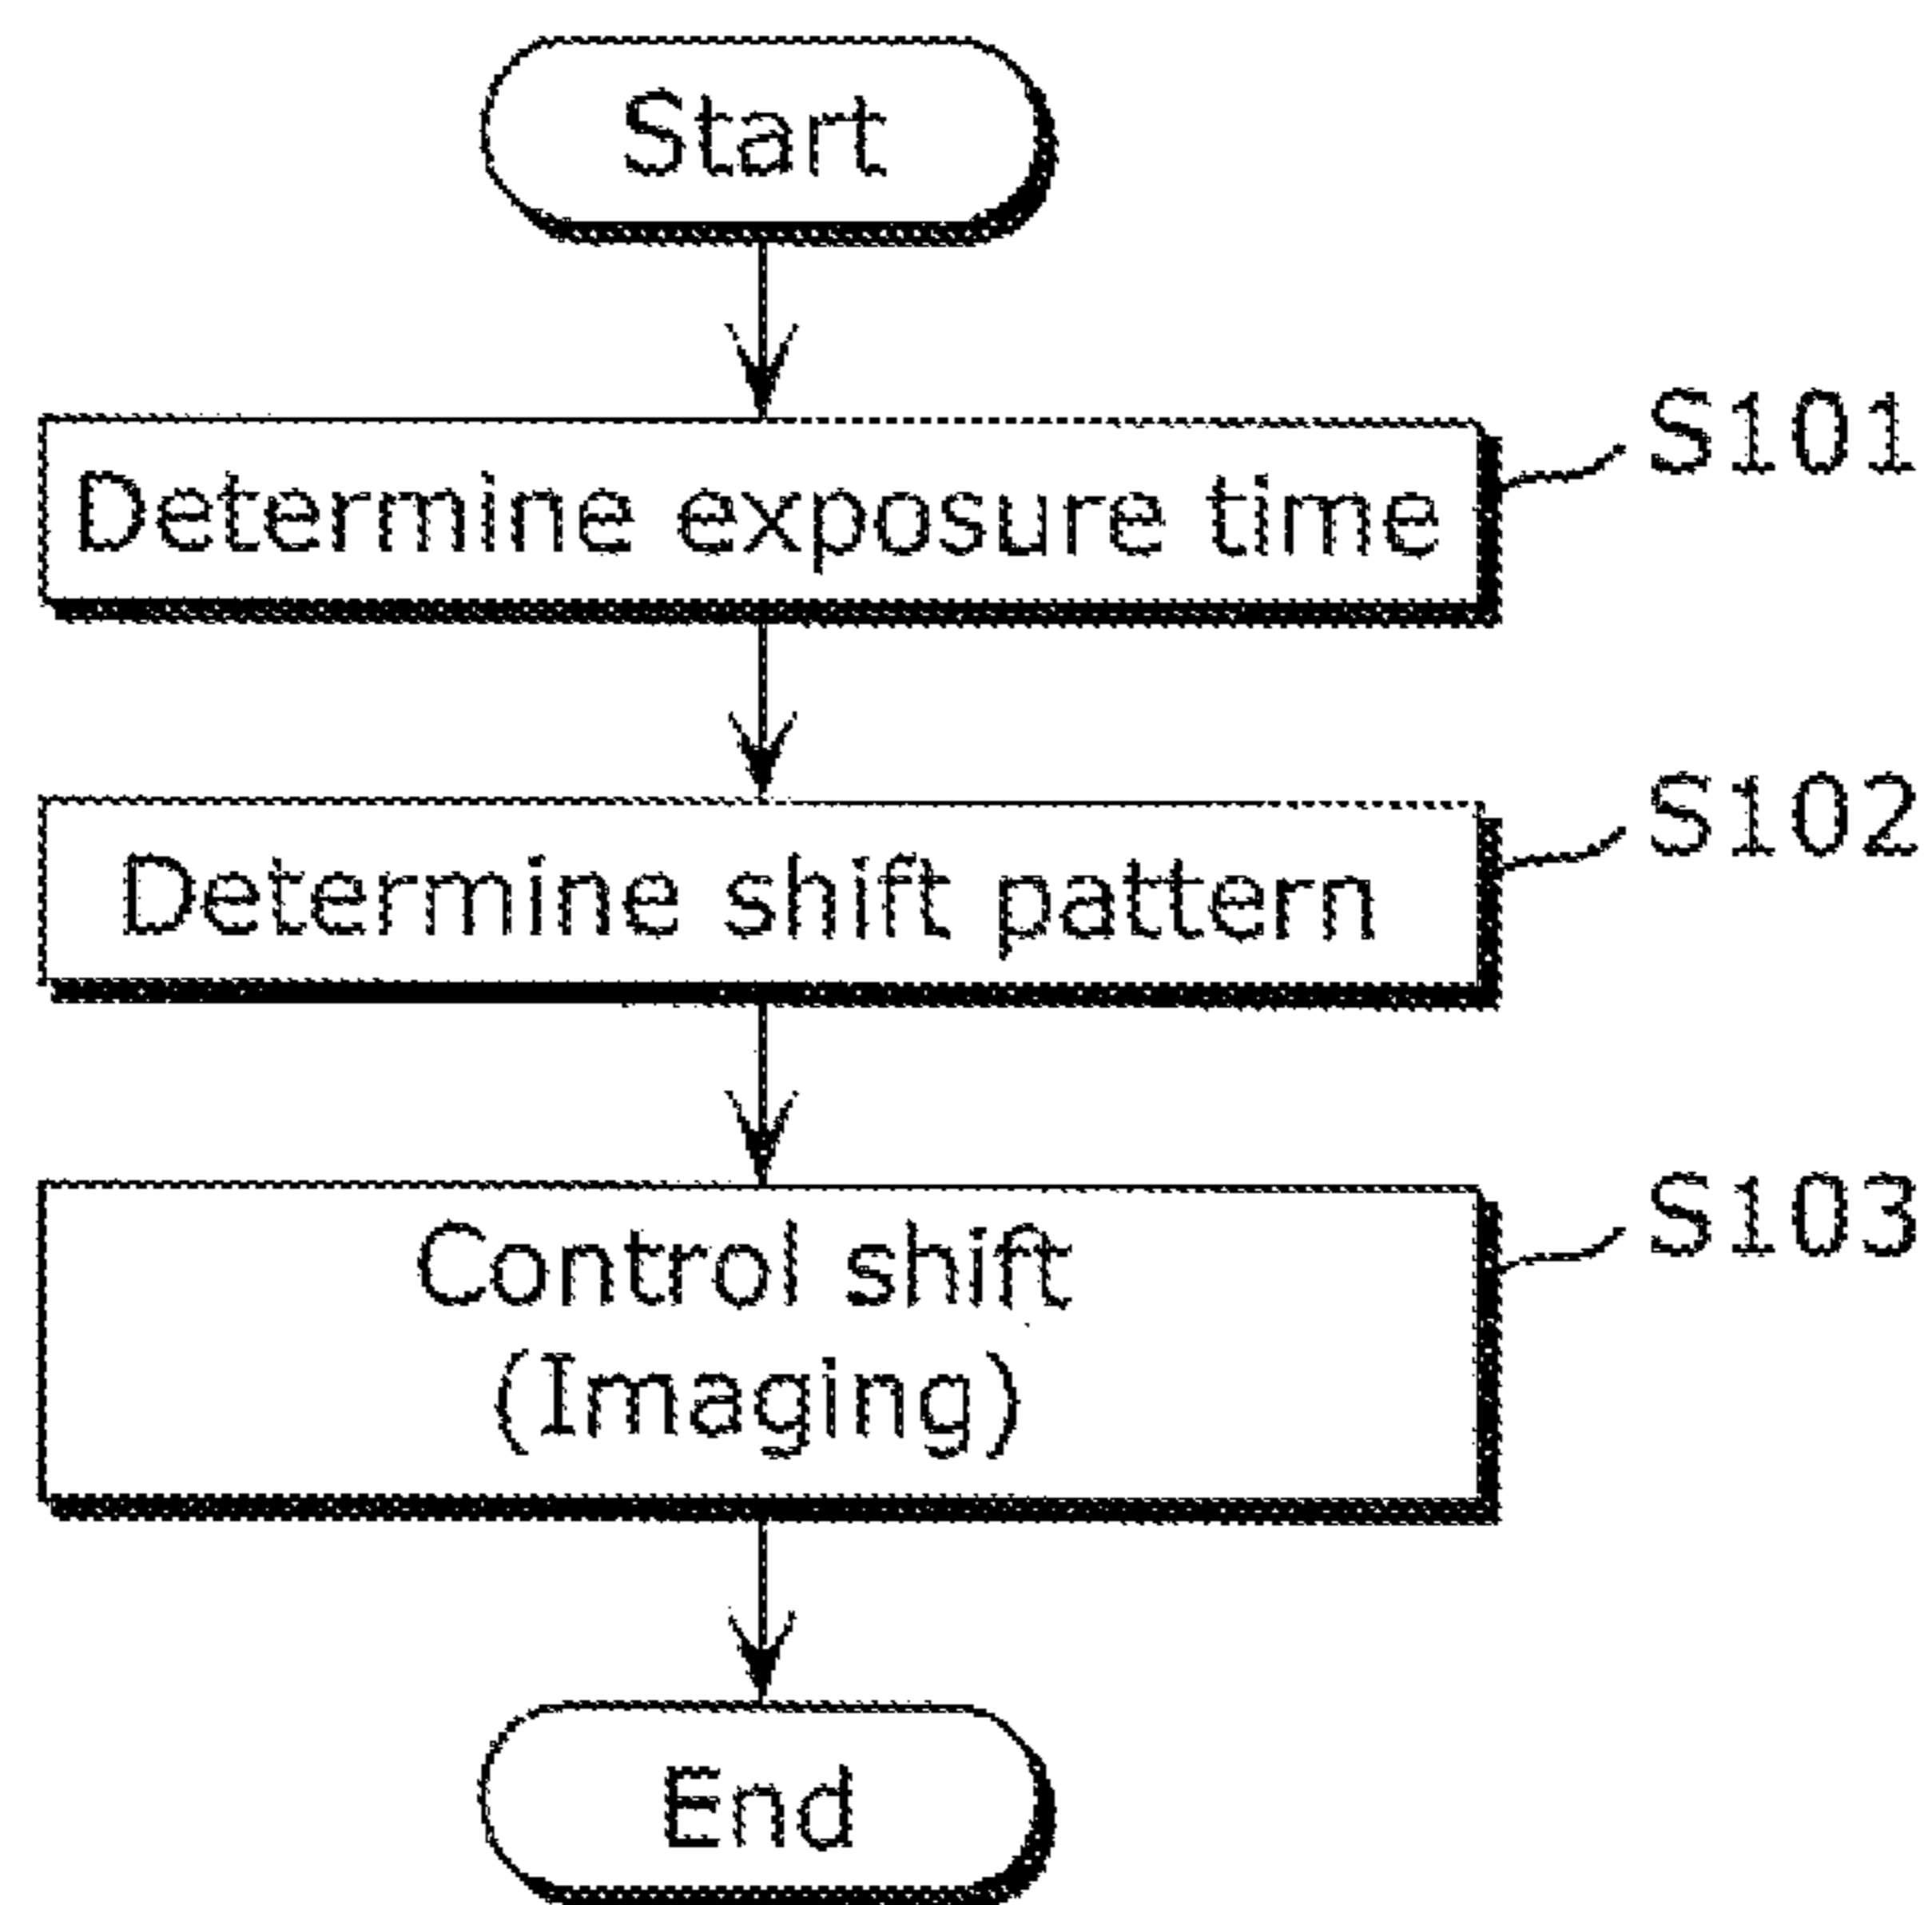 Start
S101
Determine exposure time
S102
Determine shift pattern
S103
Control shift
(Imaging)
End